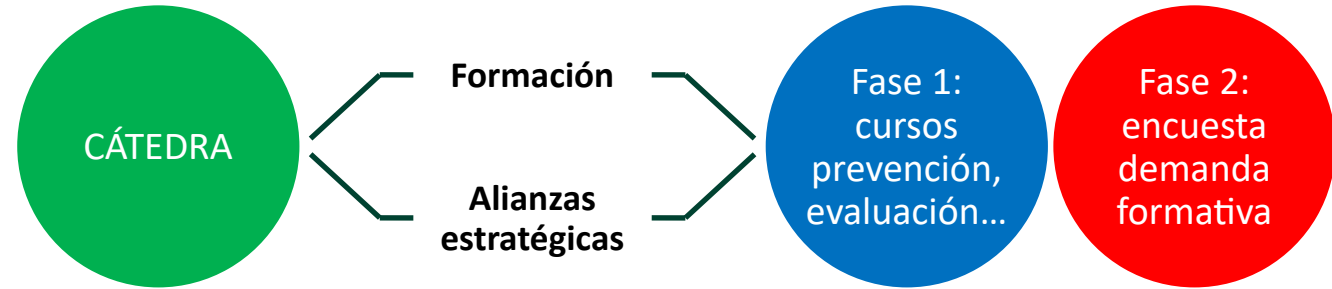 CÁTEDRA
Formación
Alianzas
estratégicas
Fase 1:
cursos
prevención,
evaluación…
Fase 2:
encuesta
demanda
formativa